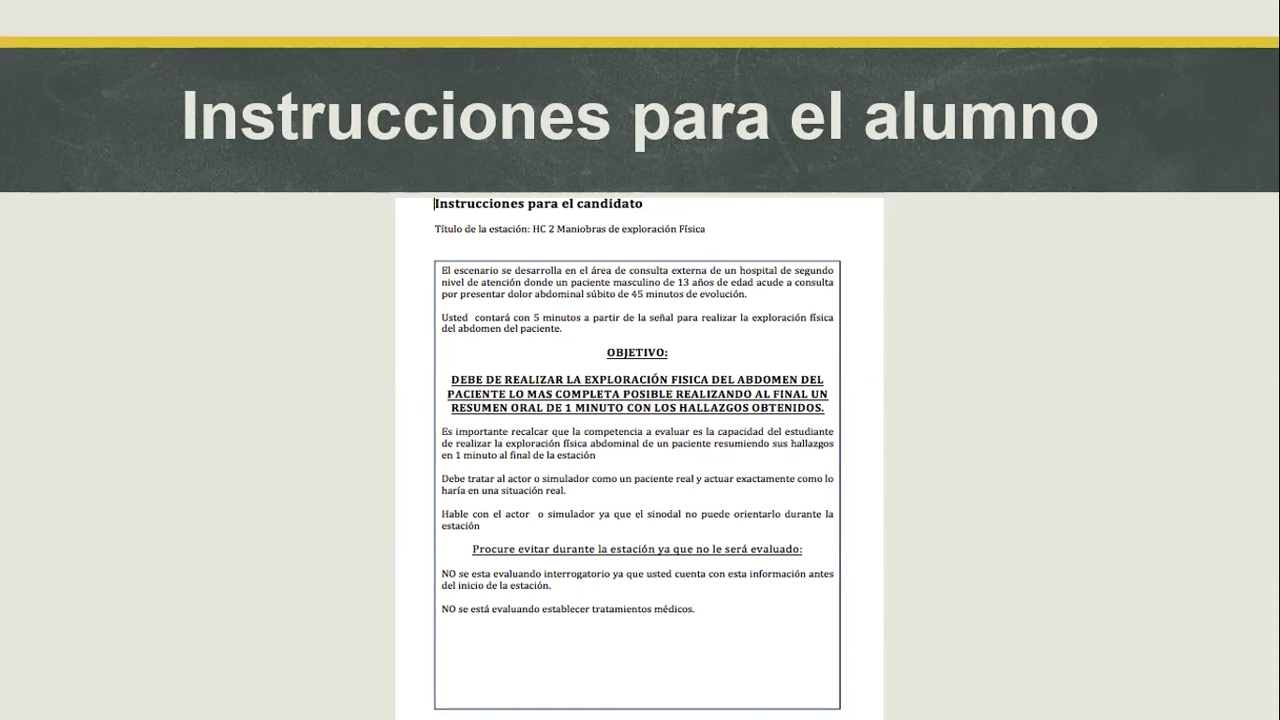 Instrucciones para el alumno
Instrucciones para el candidato
Título de la estación: HC 2 Maniobras de exploración Física
El escenario se desarrolla en el área de consulta externa de un hospital de segundo
nivel de atención donde un paciente masculino de 13 años de edad acude a consulta
por presentar dolor abdominal súbito de 45 minutos de evolución.
Usted contará con 5 minutos a partir de la señal para realizar la exploración física
del abdomen del paciente.
OBJETIVO:
DEBE DE REALIZAR LA EXPLORACIÓN FISICA DEL ABDOMEN DEL
PACIENTE LO MAS COMPLETA POSIBLE REALIZANDO AL FINAL UN
RESUMEN ORAL DE 1 MINUTO CON LOS HALLAZGOS OBTENIDOS.
Es importante recalcar que la competencia a evaluar es la capacidad del estudiante
de realizar la exploración física abdominal de un paciente resumiendo sus hallazgos
en 1 minuto al final de la estación
Debe tratar al actor o simulador como un paciente real y actuar exactamente como lo
haría en una situación real.
Hable con el actor o simulador ya que el sinodal no puede orientarlo durante la
estación
Procure evitar durante la estación ya que no le será evaluado:
NO se esta evaluando interrogatorio ya que usted cuenta con esta información antes
del inicio de la estación.
NO se está evaluando establecer tratamientos médicos.